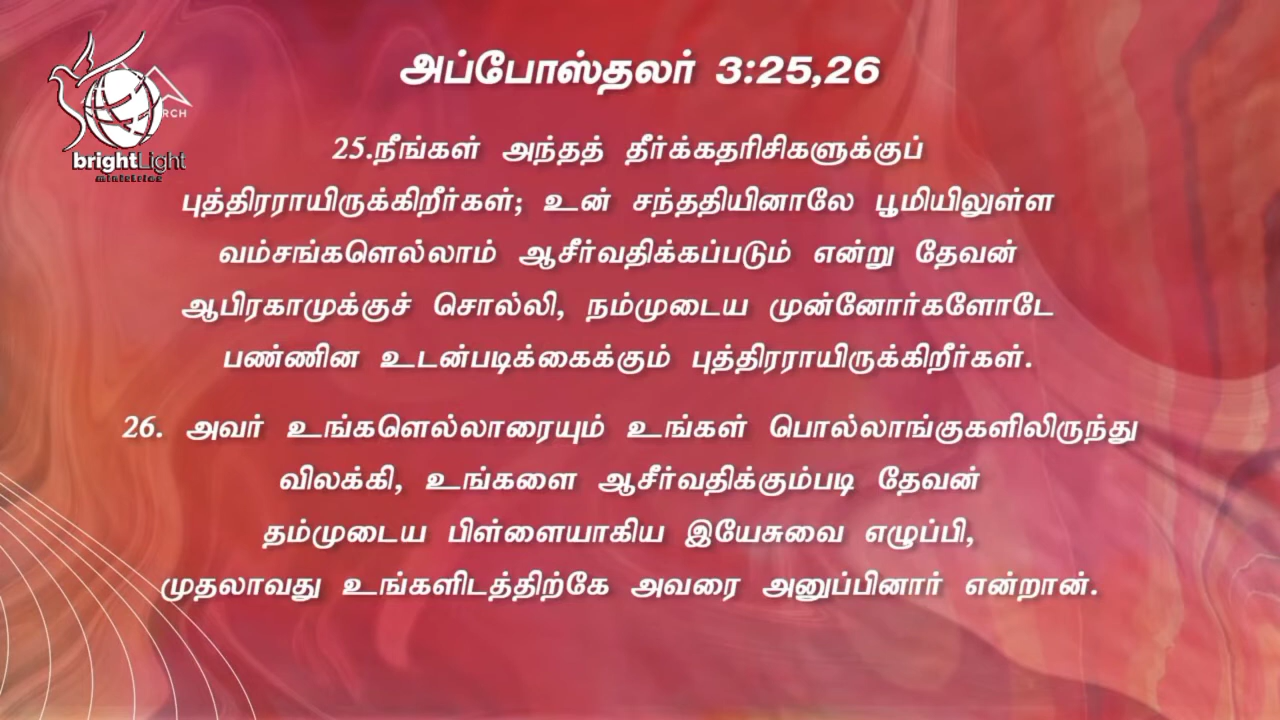 அப்போஸ்தலர் 3:25,26
RCH
brightLight
ministries
25.நீங்கள் அந்தத் தீர்க்கதரிசிகளுக்குப்
புத்திரராயிருக்கிறீர்கள்; உன் சந்ததியினாலே பூமியிலுள்ள
வம்சங்களெல்லாம் ஆசீர்வதிக்கப்படும் என்று தேவன்
ஆபிரகாமுக்குச் சொல்லி, நம்முடைய முன்னோர்களோடே
பண்ணின உடன்படிக்கைக்கும் புத்திரராயிருக்கிறீர்கள்.
26. அவர் உங்களெல்லாரையும் உங்கள் பொல்லாங்குகளிலிருந்து
விலக்கி, உங்களை ஆசீர்வதிக்கும்படி தேவன்
தம்முடைய பிள்ளையாகிய இயேசுவை எழுப்பி,
முதலாவது உங்களிடத்திற்கே அவரை அனுப்பினார் என்றான்.